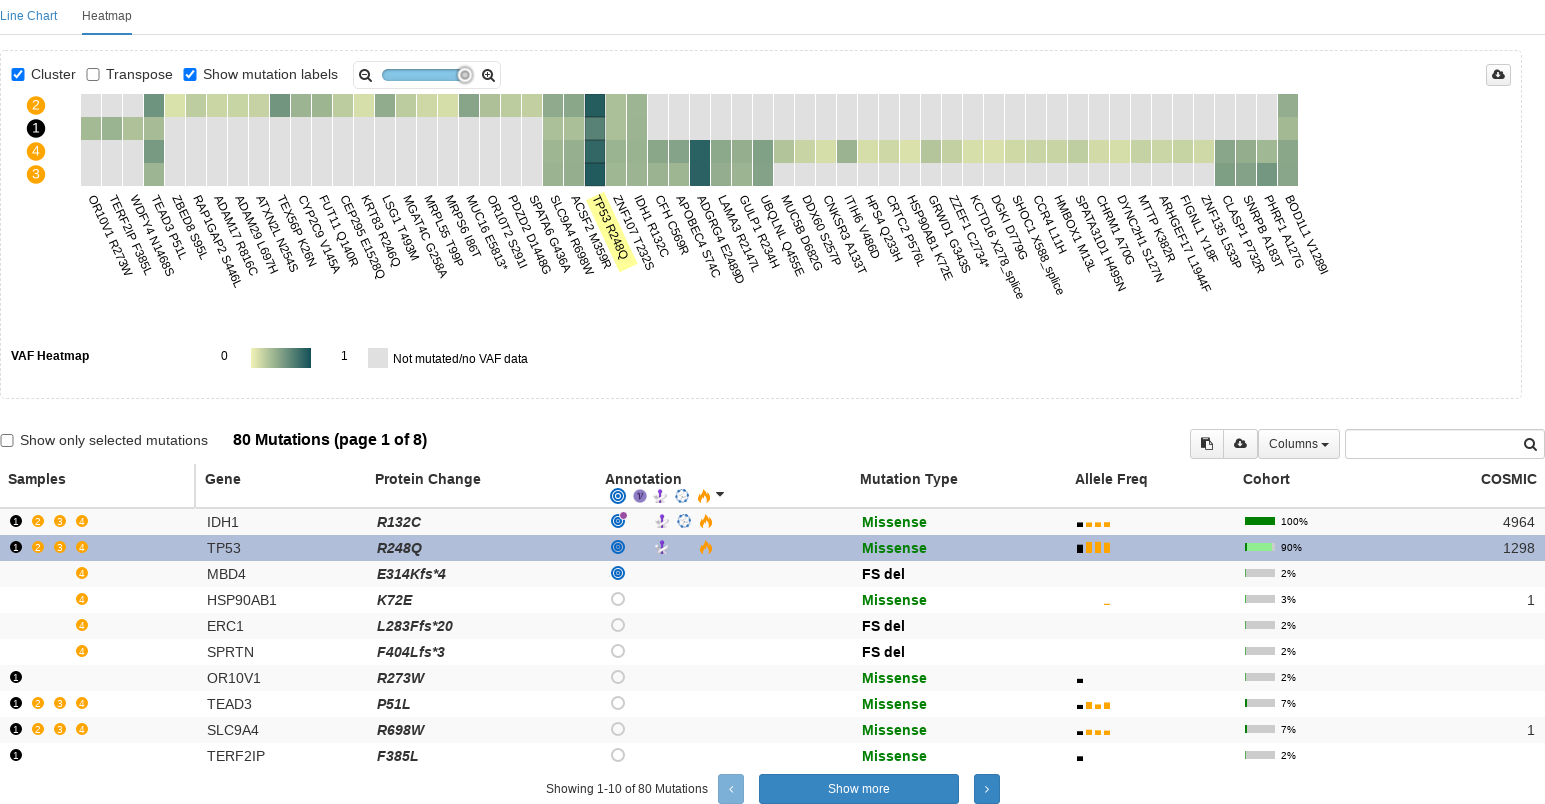 Line Chart Heatmap
Cluster Transpose Show mutation labels
2
1
4
3
OR10V1 R273W
TERF2IP F385L
WDFY4 N1468S
TEAD3 P51L
ZBED8 S95L
RAP1GAP2 S446L
ADAM17 R816C
ADAM29 L697H
ATXN2L N254S
TEX56P K26N
CYP2C9 V145A
FUT11 Q140R
CEP295 E1528Q
KRT83 R246Q
LSG1 T493M
MGAT4C G258A
MRPL55 T99P
MRPS6 I86T
MUC16 E5813*
OR10T2 S291I
PDZD2 D1448G
SPATA6 G436A
SLC9A4 R698W
ACSF2 M359R
TP53 R248Q
ZNF107 T232S
IDH1 R132C
CFH C569R
APOBEC4 S74C
ADGRG4 E2489D
LAMA3 R2147L
GULP1 R234H
UBQLNL Q455E
MUC5B D682G
DDX60 S257P
CNKSR3 A133T
ITIH6 V486D
HPS4 Q233H
CRTC2 P576L
HSP90AB1 K72E
GRWD1 G343S
ZZEF1 C2734*
KCTD16 X278_splice
DGKI D779G
SHOC1 X588_splice
CCR4 L11H
HMBOX1 M13L
SPATA31D1 H495N
CHRM1 A70G
DYNC2H1 S127N
MTTP K382R
ARHGEF17 L1944F
FIGNL1 Y18F
ZNF135 L533P
CLASP1 P732R
SNRPB A183T
PHRF1 A127G
BOD1L1 V1289I
VAF Heatmap 0 1 Not mutated/no VAF data
Show only selected mutations 80 Mutations (page 1 of 8) Columns
Samples Gene Protein Change Annotation Mutation Type Allele Freq Cohort COSMIC
1 2 3 4 IDH1 R132C Missense 100% 4964
1 2 3 4 TP53 R248Q Missense 90% 1298
4 MBD4 E314Kfs*4 FS del 2%
4 HSP90AB1 K72E Missense 3% 1
4 ERC1 L283Ffs*20 FS del 2%
4 SPRTN F404Lfs*3 FS del 2%
1 OR10V1 R273W Missense 2%
1 2 3 4 TEAD3 P51L Missense 7%
1 2 3 4 SLC9A4 R698W Missense 7% 1
1 TERF2IP F385L Missense 2%
Showing 1-10 of 80 Mutations ‹ Show more ›